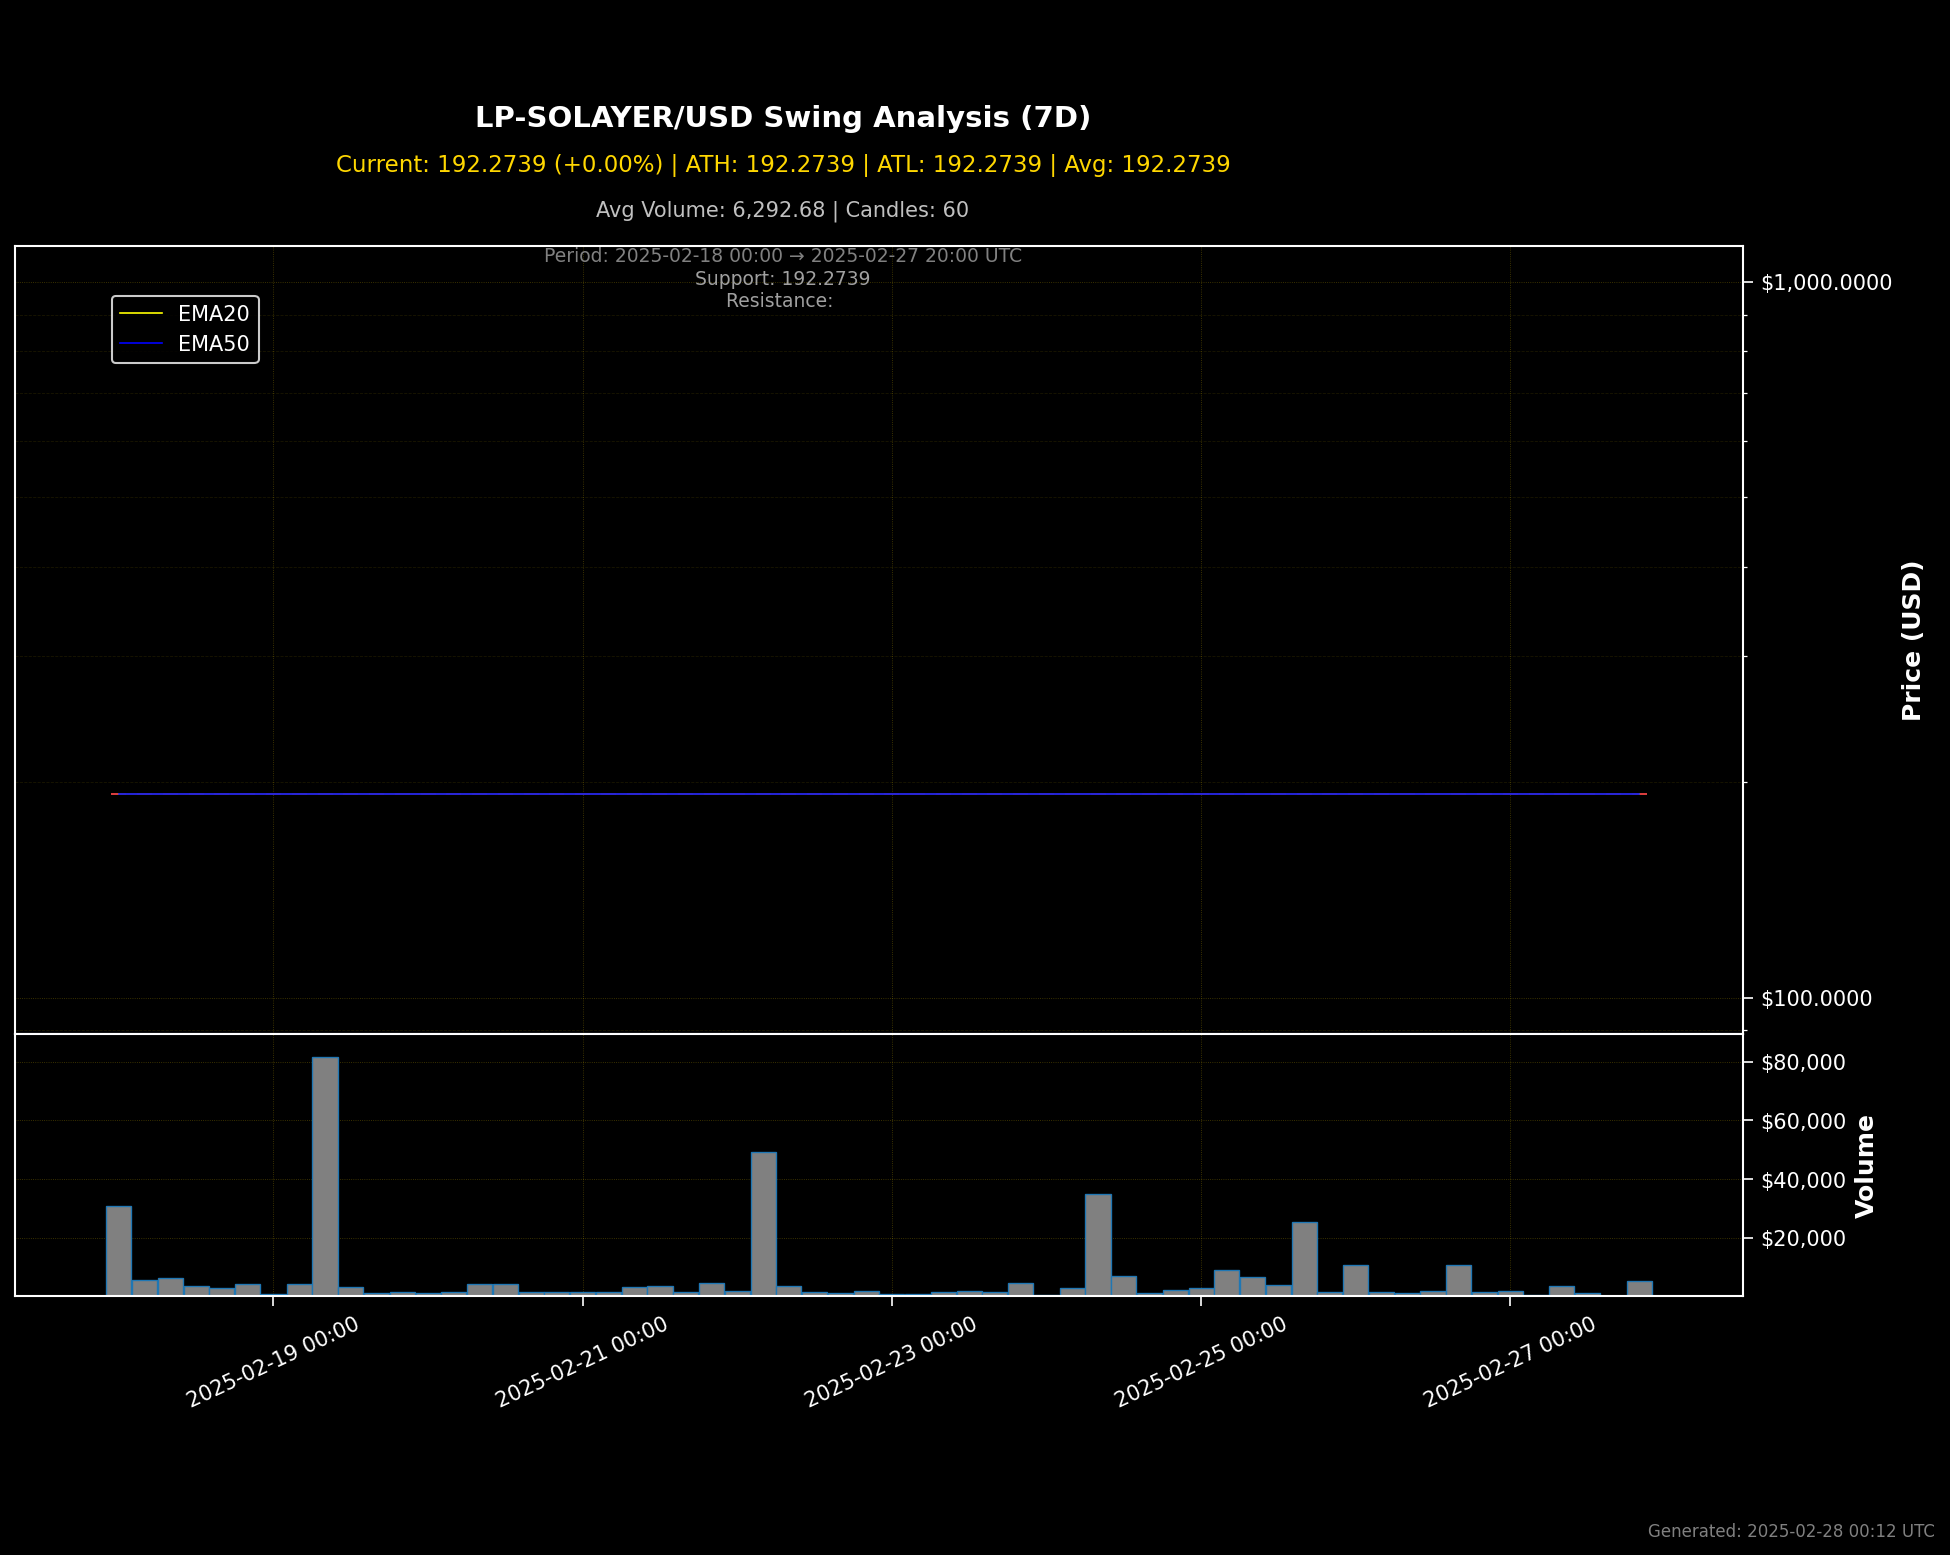 LP-SOLAYER/USD Swing Analysis (7D)
Current: 192.2739 (+0.00%) | ATH: 192.2739 | ATL: 192.2739 | Avg: 192.2739
Avg Volume: 6,292.68 | Candles: 60
Period: 2025-02-18 00:00 → 2025-02-27 20:00 UTC
Support: 192.2739
Resistance:
EMA20
EMA50
$1,000.0000
Price (USD)
$100.0000
$80,000
$60,000
$40,000
$20,000
Volume
2025-02-19 00:00
2025-02-21 00:00
2025-02-23 00:00
2025-02-25 00:00
2025-02-27 00:00
Generated: 2025-02-28 00:12 UTC